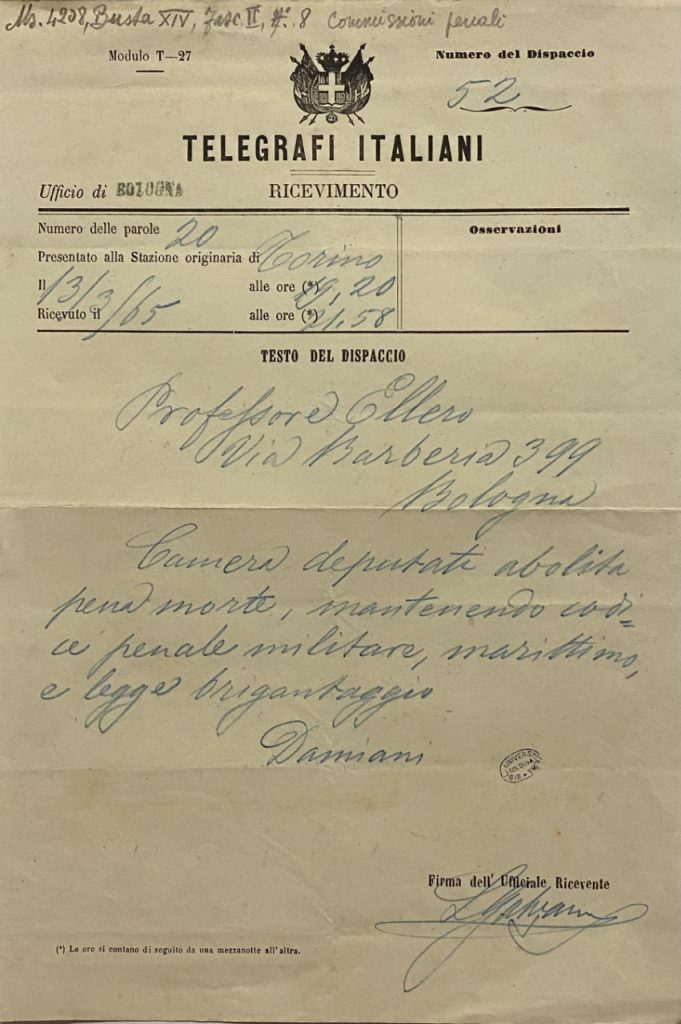 Ms. 4208, Busta XIV, Fasc. II, n. 8 Commissioni penali
Modulo T—27
Numero del Dispaccio
52
TELEGRAFI ITALIANI
Ufficio di BOLOGNA
RICEVIMENTO
Numero delle parole 20
Presentato alla Stazione originaria di Torino
Il 13/3/65 alle ore (*) 19,20
Ricevuto il alle ore (*) 21,58
Osservazioni
TESTO DEL DISPACCIO
Professore Ellero
Via Barberia 399
Bologna
Camera deputati abolita
pena morte, mantenendo codi=
ce penale militare, marittimo,
e legge brigantaggio
Damiani
Firma dell' Ufficiale Ricevente
(*) Le ore si contano di seguito da una mezzanotte all'altra.